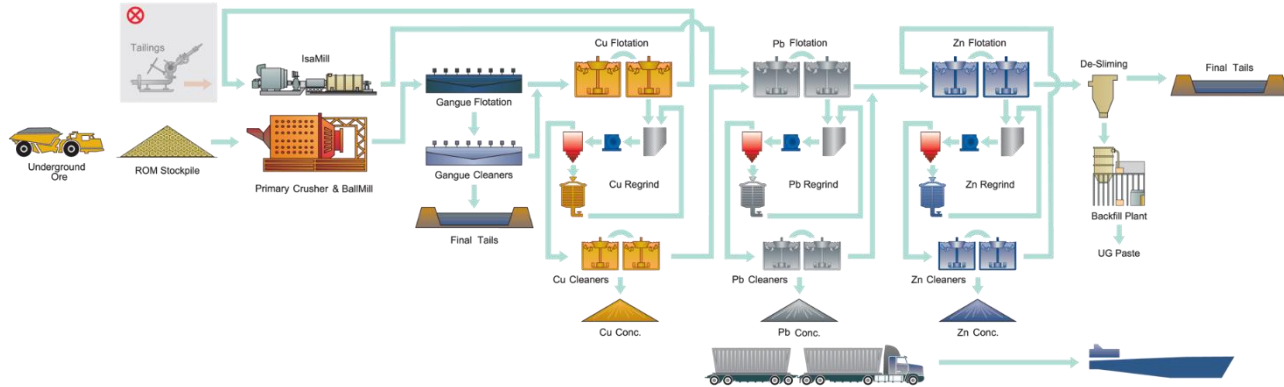 Tailings
IsaMill
Gangue Flotation
Cu Flotation
Pb Flotation
Zn Flotation
De-Sliming
Final Tails
Underground
Ore
ROM Stockpile
Primary Crusher & BallMill
Gangue Cleaners
Final Tails
Cu Regrind
Pb Regrind
Zn Regrind
Backfill Plant
UG Paste
Cu Cleaners
Pb Cleaners
Zn Cleaners
Cu Conc.
Pb Conc.
Zn Conc.